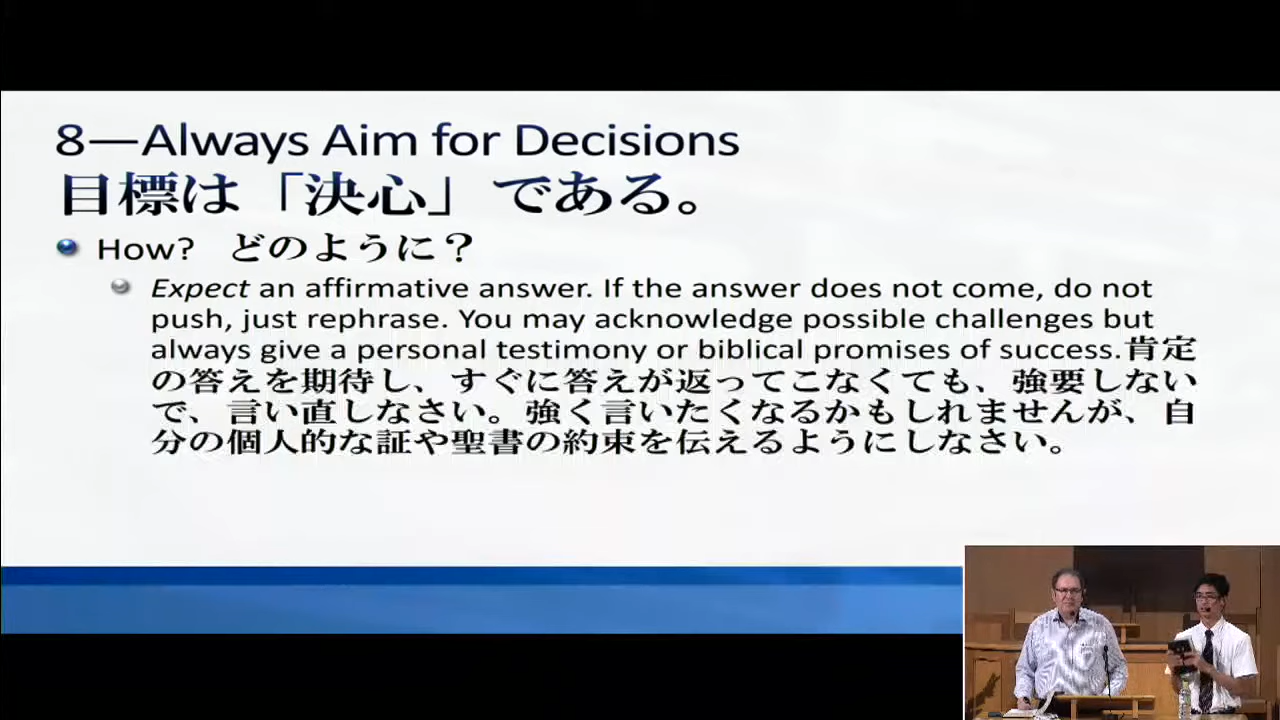 8—Always Aim for Decisions
目標は「決心」である。
How? どのように？
Expect an affirmative answer. If the answer does not come, do not
push, just rephrase. You may acknowledge possible challenges but
always give a personal testimony or biblical promises of success.肯定
の答えを期待し、すぐに答えが返ってこなくても、強要しない
で、言い直しなさい。強く言いたくなるかもしれませんが、自
分の個人的な証や聖書の約束を伝えるようにしなさい。